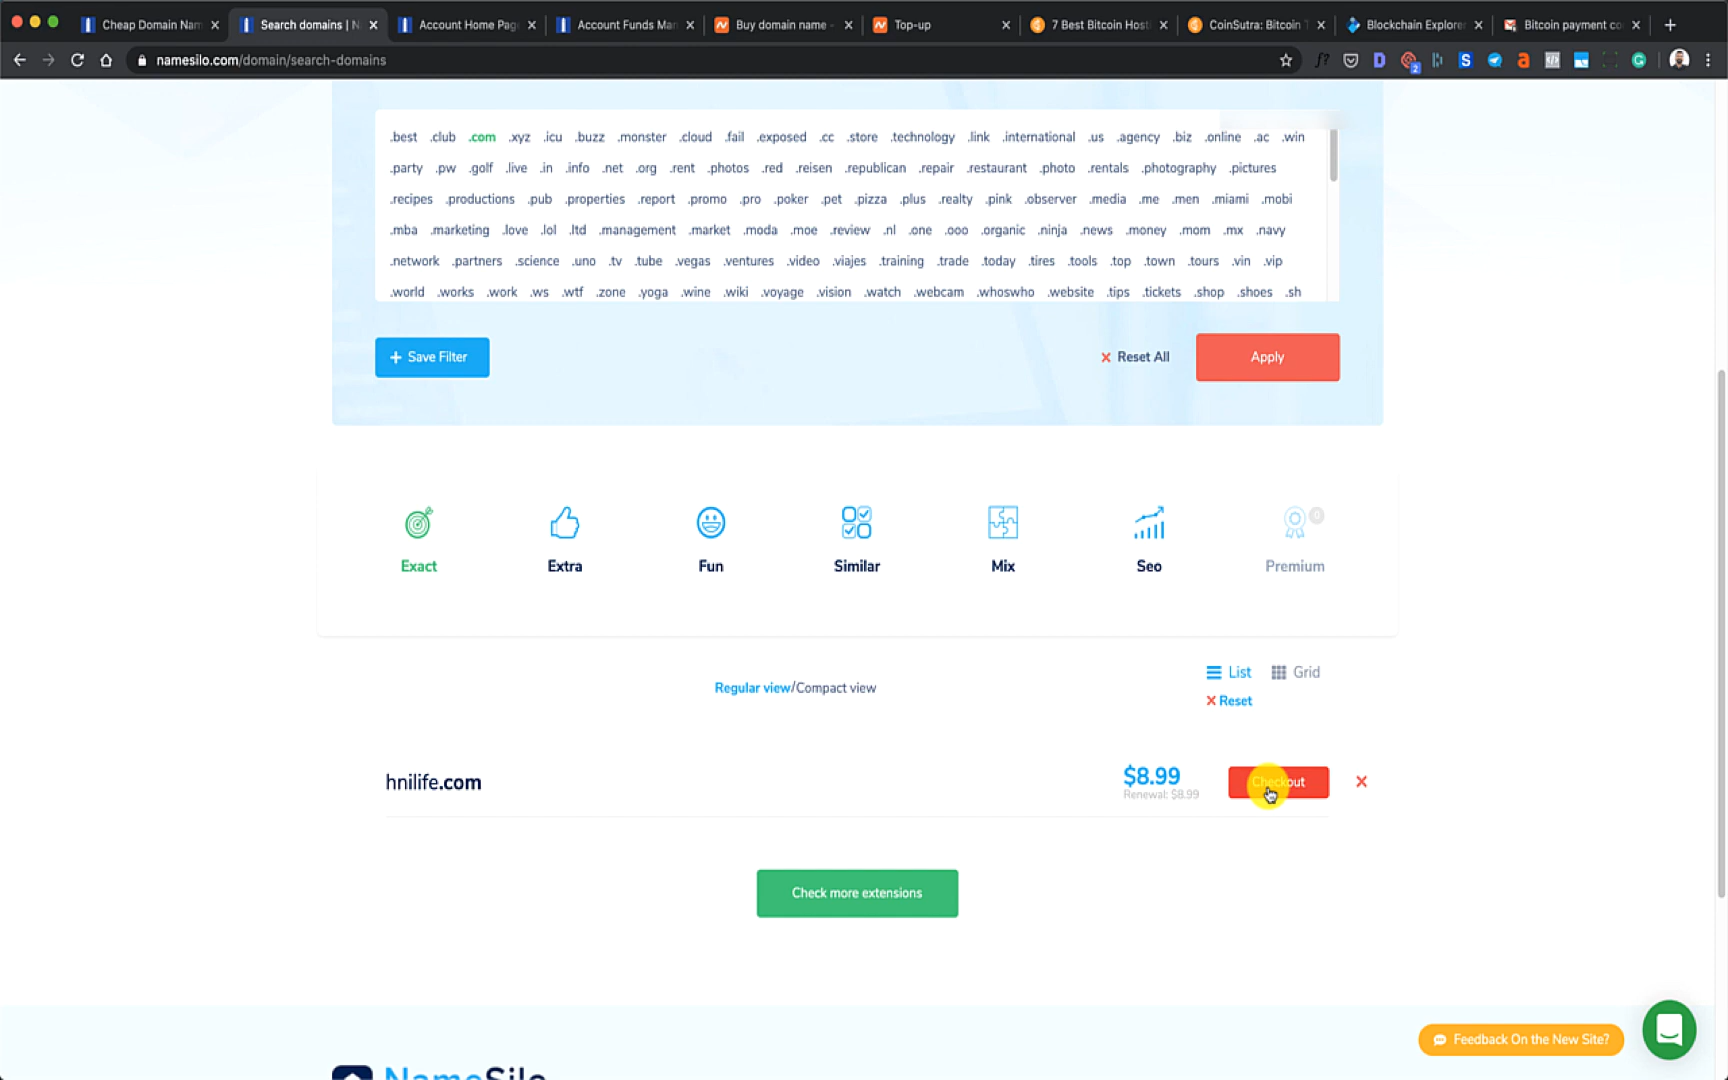 Cheap Domain Nam
Search domains | N
Account Home Page
Account Funds Man
Buy domain name -
Top-up
7 Best Bitcoin Hosti
CoinSutra: Bitcoin T
Blockchain Explorer
Bitcoin payment co
namesilo.com/domain/search-domains
.best .club .com .xyz .icu .buzz .monster .cloud .fail .exposed .cc .store .technology .link .international .us .agency .biz .online .ac .win
.party .pw .golf .live .in .info .net .org .rent .photos .red .reisen .republican .repair .restaurant .photo .rentals .photography .pictures
.recipes .productions .pub .properties .report .promo .pro .poker .pet .pizza .plus .realty .pink .observer .media .me .men .miami .mobi
.mba .marketing .love .lol .ltd .management .market .moda .moe .review .nl .one .ooo .organic .ninja .news .money .mom .mx .navy
.network .partners .science .uno .tv .tube .vegas .ventures .video .viajes .training .trade .today .tires .tools .top .town .tours .vin .vip
.world .works .work .ws .wtf .zone .yoga .wine .wiki .voyage .vision .watch .webcam .whoswho .website .tips .tickets .shop .shoes .sh
+ Save Filter
× Reset All
Apply
Exact
Extra
Fun
Similar
Mix
Seo
0
Premium
List
Grid
Regular view/Compact view
× Reset
hnilife.com
$8.99
Renewal: $8.99
Checkout
Check more extensions
Feedback On the New Site?
NameSilo